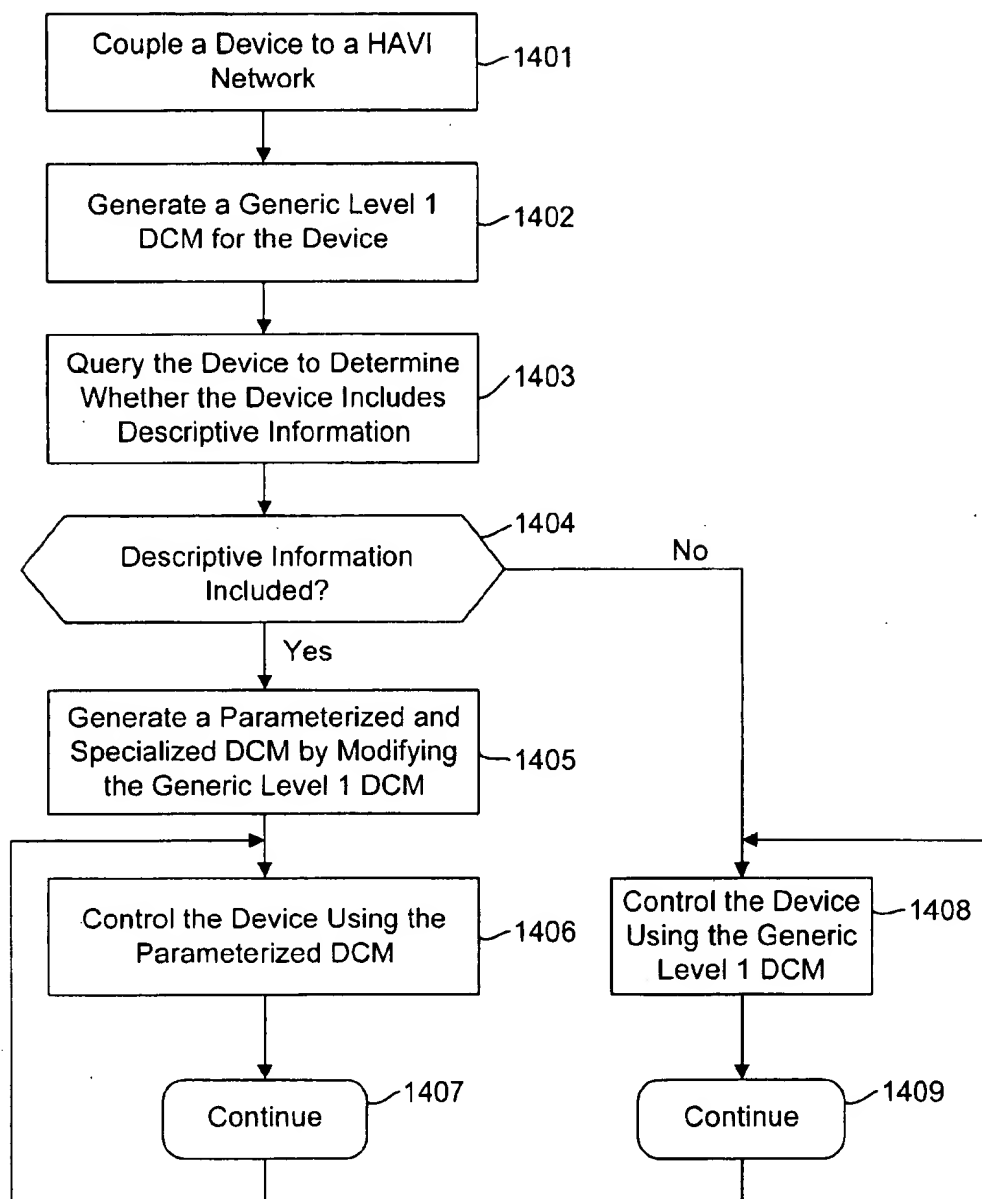 Couple a Device to a HAVI
Network
1401
Generate a Generic Level 1
DCM for the Device
1402
Query the Device to Determine
Whether the Device Includes
Descriptive Information
1403
1404
Descriptive Information
Included?
No
Yes
Generate a Parameterized and
Specialized DCM by Modifying
the Generic Level 1 DCM
1405
Control the Device Using the
Parameterized DCM
1406
Control the Device
Using the Generic
Level 1 DCM
1408
Continue
1407
Continue
1409